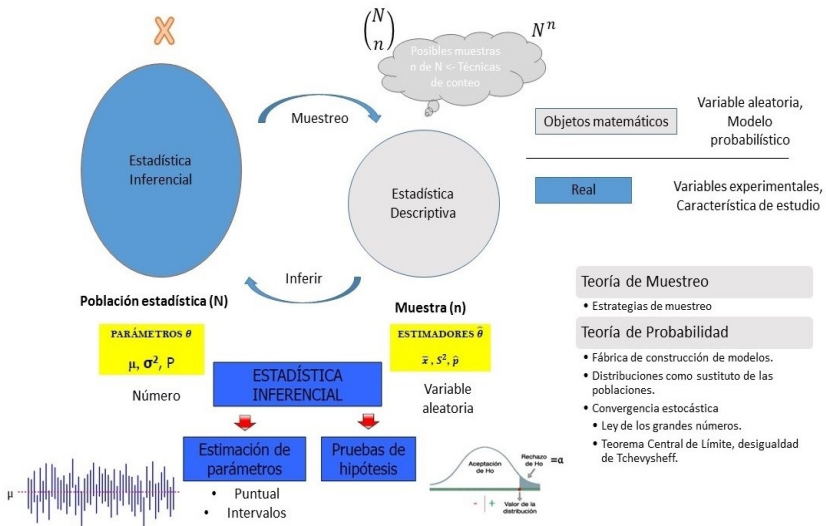 (N
n)
N^n
Posibles muestras
n de N <- Técnicas
de conteo
Muestreo
Objetos matemáticos
Variable aleatoria,
Modelo
probabilístico
Estadística
Inferencial
Estadística
Descriptiva
Real
Variables experimentales,
Característica de estudio
Inferir
Población estadística (N)
Muestra (n)
PARÁMETROS θ
μ, σ², P
Número
ESTIMADORES θ̂
x̄ , S², p̂
Variable
aleatoria
ESTADÍSTICA
INFERENCIAL
Estimación de
parámetros
• Puntual
• Intervalos
Pruebas de
hipótesis
μ
Aceptación
de Ho
Rechazo
de Ho
=α
- | +
Valor de la
distribución
Teoría de Muestreo
• Estrategias de muestreo
Teoría de Probabilidad
• Fábrica de construcción de modelos.
• Distribuciones como sustituto de las
poblaciones.
• Convergencia estocástica
• Ley de los grandes números.
• Teorema Central de Límite, desigualdad
de Tchevysheff.